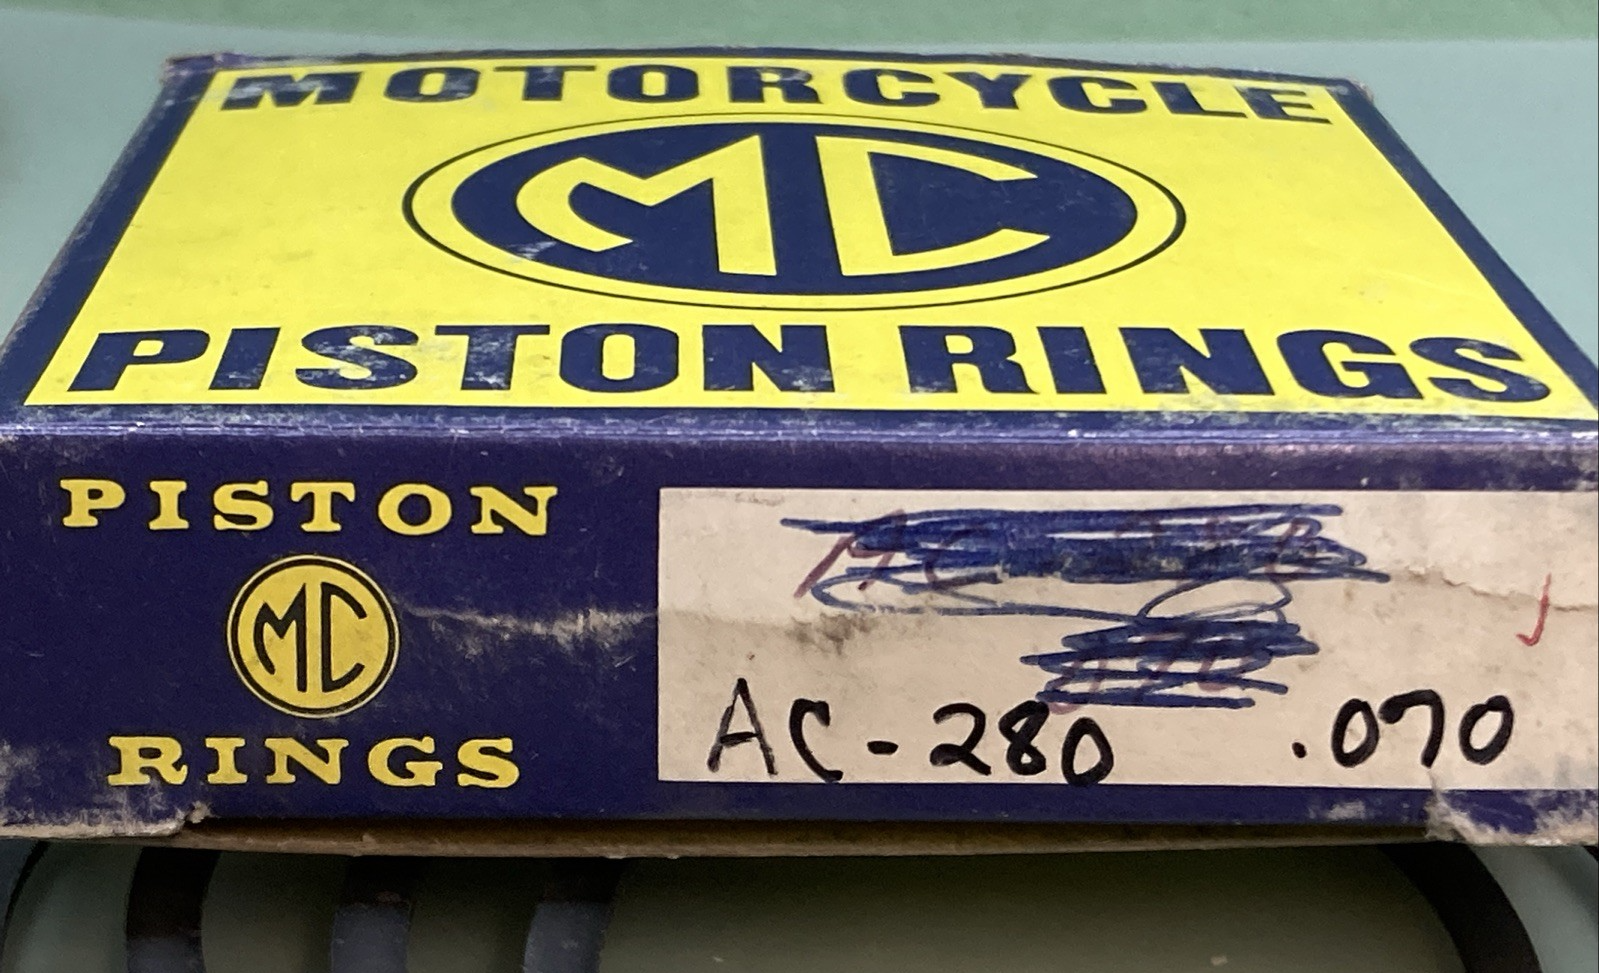 MOTORCYCLE
MC
PISTON RINGS
PISTON
MC
RINGS
AC-280 .070